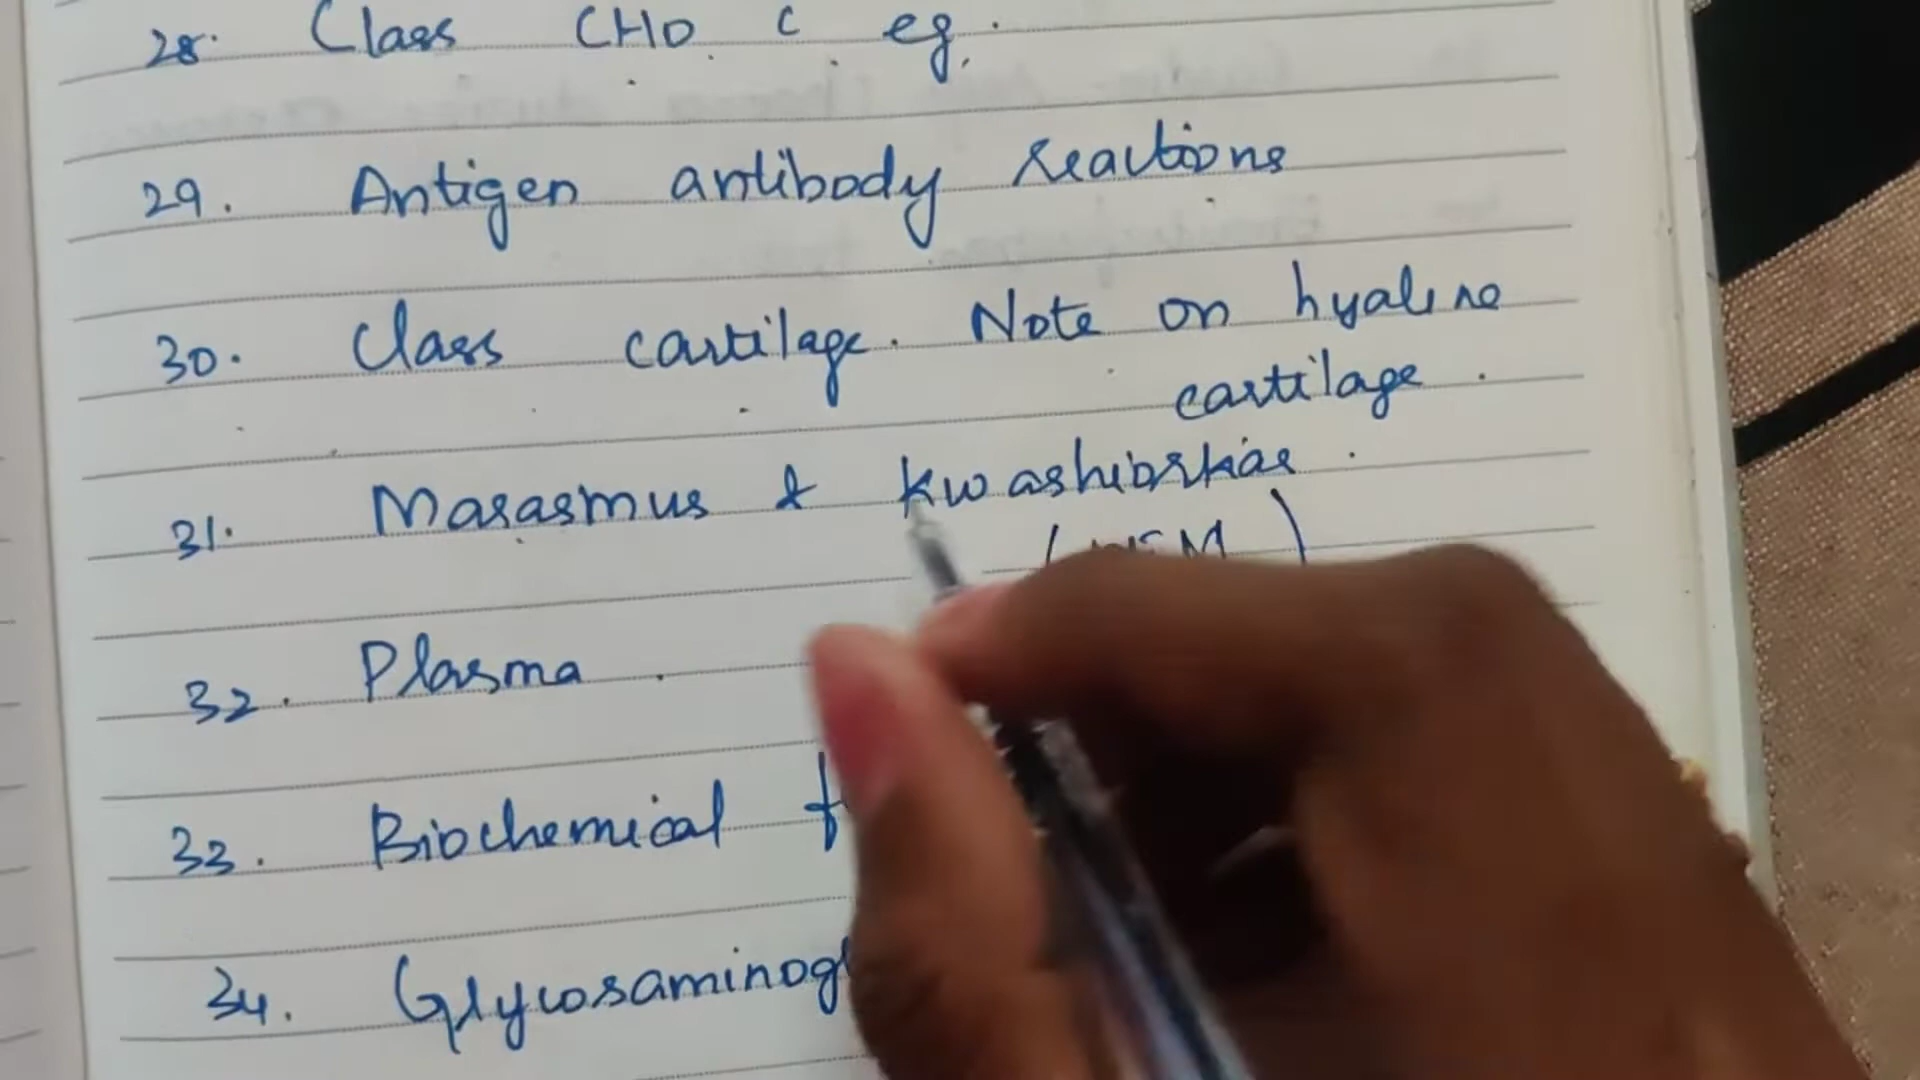 28. Class CHO c eg.
29. Antigen antibody reactions
30. Class cartilage. Note on hyaline
cartilage.
31. Marasmus & kwashiorkar.
32. Plasma.
33. Biochemical
34.